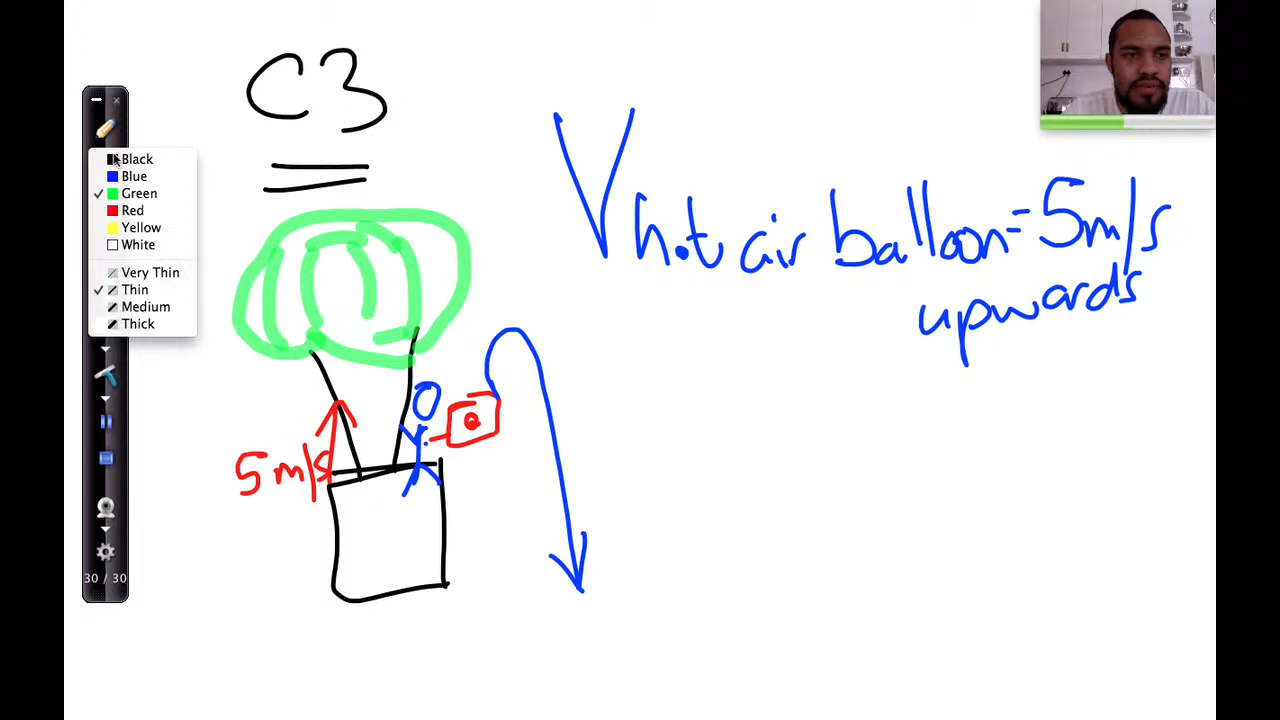 C3
Black
Blue
Green
Red
Yellow
White
Very Thin
Thin
Medium
Thick
30 / 30
V hot air balloon = 5m/s
upwards
5 m/s